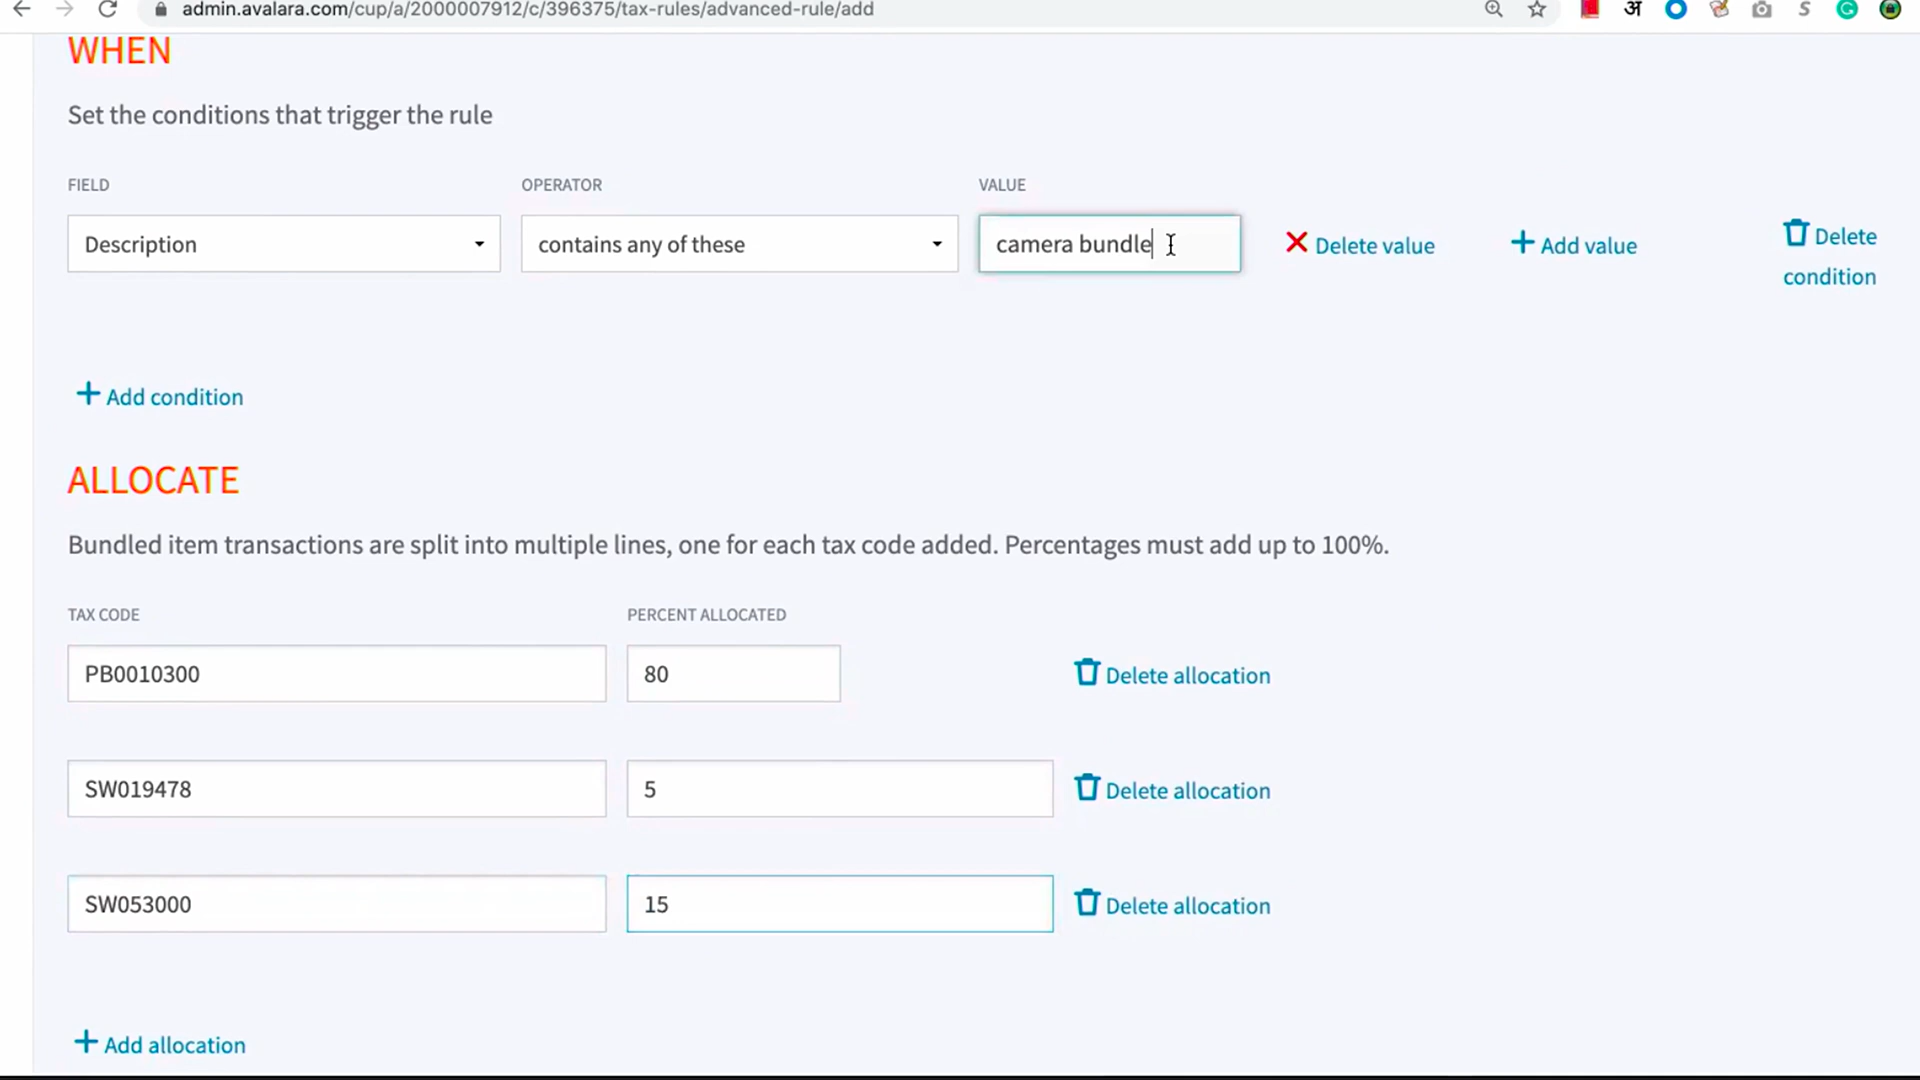 admin.avalara.com/cup/a/2000007912/c/396375/tax-rules/advanced-rule/add
WHEN
Set the conditions that trigger the rule
FIELD OPERATOR VALUE
Description contains any of these camera bundle Delete value Add value Delete condition
Add condition
ALLOCATE
Bundled item transactions are split into multiple lines, one for each tax code added. Percentages must add up to 100%.
TAX CODE PERCENT ALLOCATED
PB0010300 80 Delete allocation
SW019478 5 Delete allocation
SW053000 15 Delete allocation
Add allocation